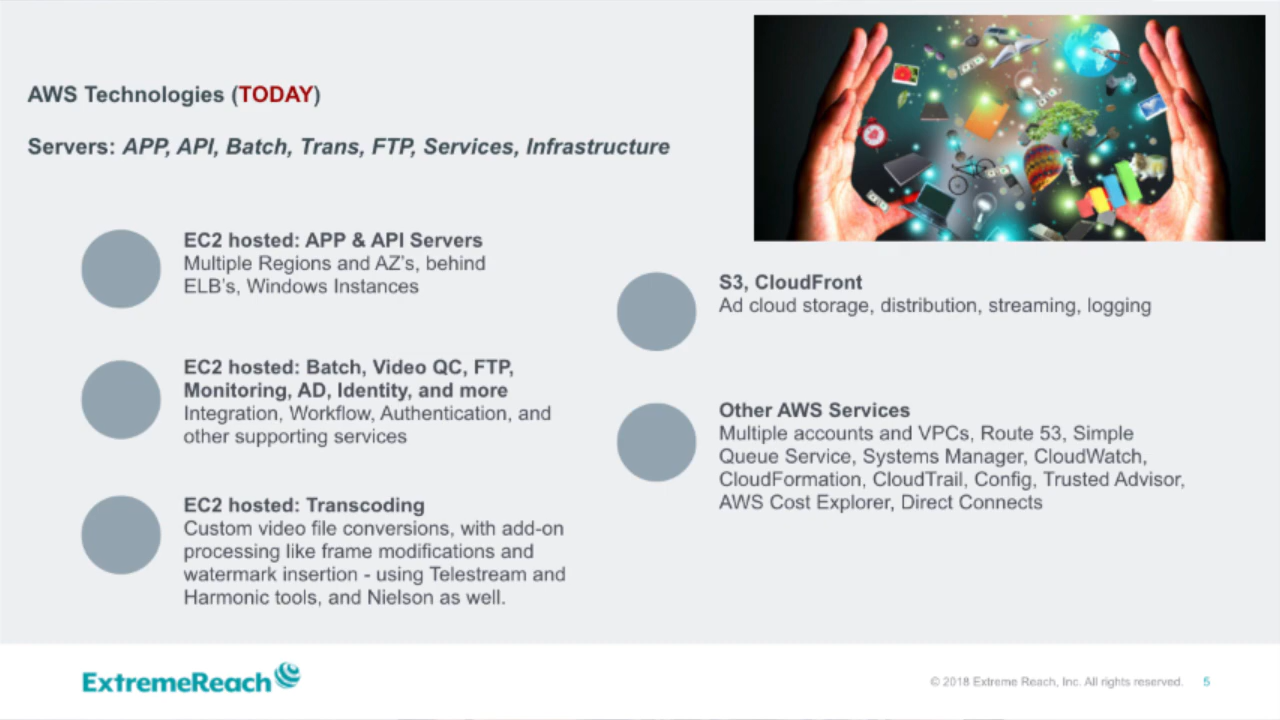 AWS Technologies (TODAY)
Servers: APP, API, Batch, Trans, FTP, Services, Infrastructure
EC2 hosted: APP & API Servers
Multiple Regions and AZ's, behind
ELB's, Windows Instances
EC2 hosted: Batch, Video QC, FTP,
Monitoring, AD, Identity, and more
Integration, Workflow, Authentication, and
other supporting services
EC2 hosted: Transcoding
Custom video file conversions, with add-on
processing like frame modifications and
watermark insertion - using Telestream and
Harmonic tools, and Nielson as well.
S3, CloudFront
Ad cloud storage, distribution, streaming, logging
Other AWS Services
Multiple accounts and VPCs, Route 53, Simple
Queue Service, Systems Manager, CloudWatch,
CloudFormation, CloudTrail, Config, Trusted Advisor,
AWS Cost Explorer, Direct Connects
ExtremeReach
© 2018 Extreme Reach, Inc. All rights reserved. 5